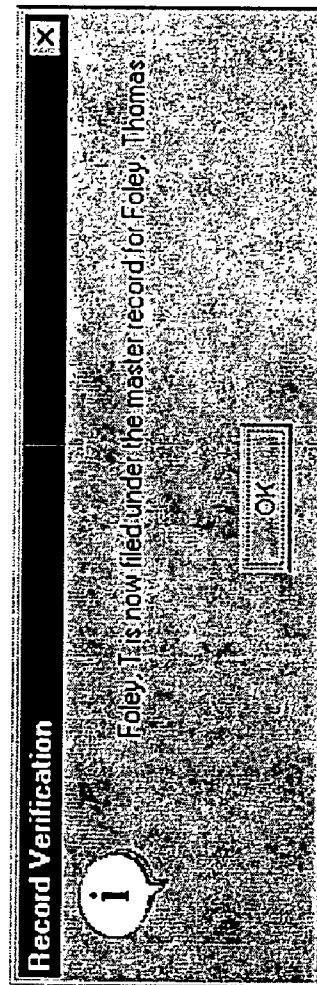 Record Verification
Foley, T is now filed under the master record for Foley, Thomas
OK